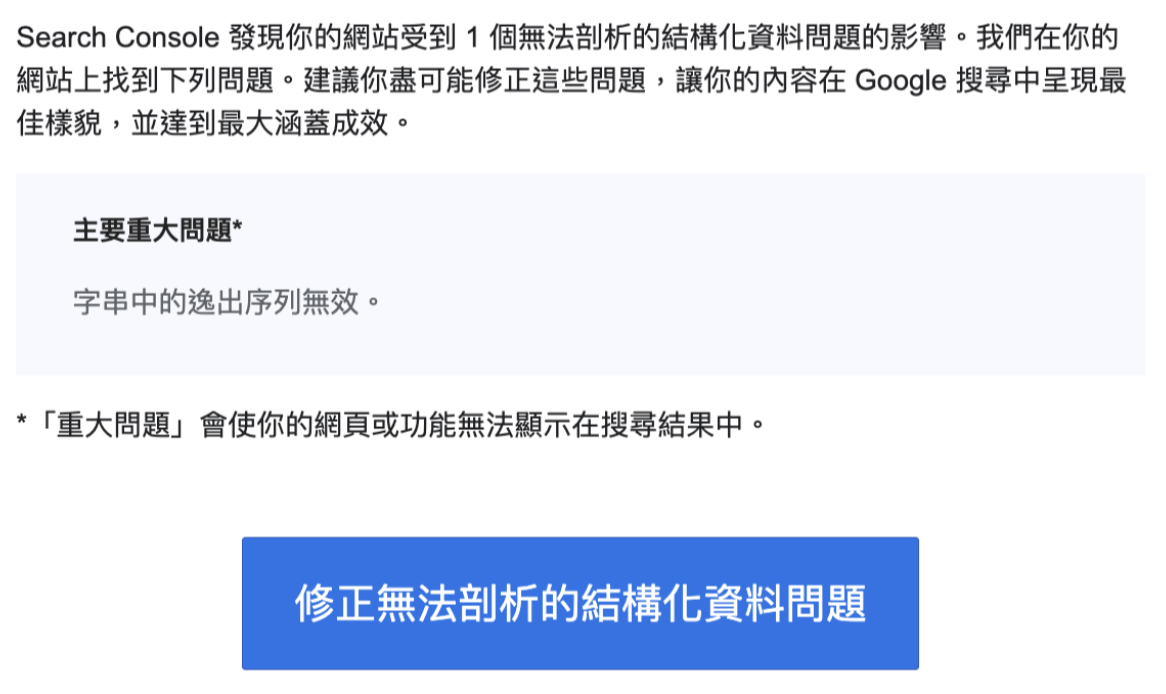 Search Console 發現你的網站受到 1 個無法剖析的結構化資料問題的影響。我們在你的
網站上找到下列問題。建議你盡可能修正這些問題，讓你的內容在 Google 搜尋中呈現最
佳樣貌，並達到最大涵蓋成效。
主要重大問題*
字串中的逸出序列無效。
*「重大問題」會使你的網頁或功能無法顯示在搜尋結果中。
修正無法剖析的結構化資料問題